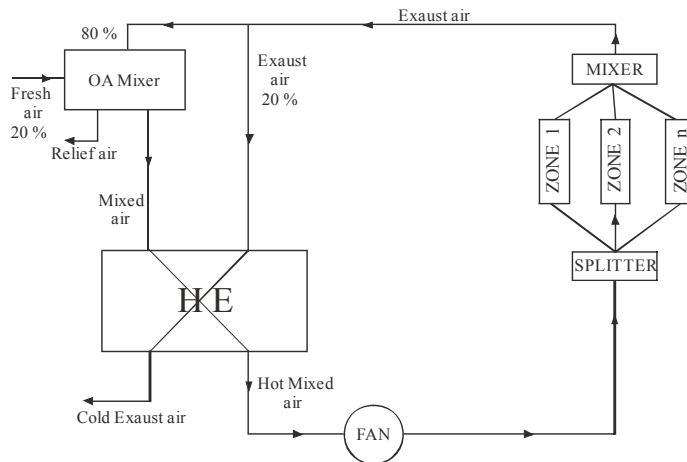 Exaust air
80 %
OA Mixer
Fresh
air
20 %
Relief air
Exaust
air
20 %
MIXER
ZONE 1
ZONE 2
ZONE n
Mixed
air
SPLITTER
H E
Hot Mixed
air
Cold Exaust air
FAN